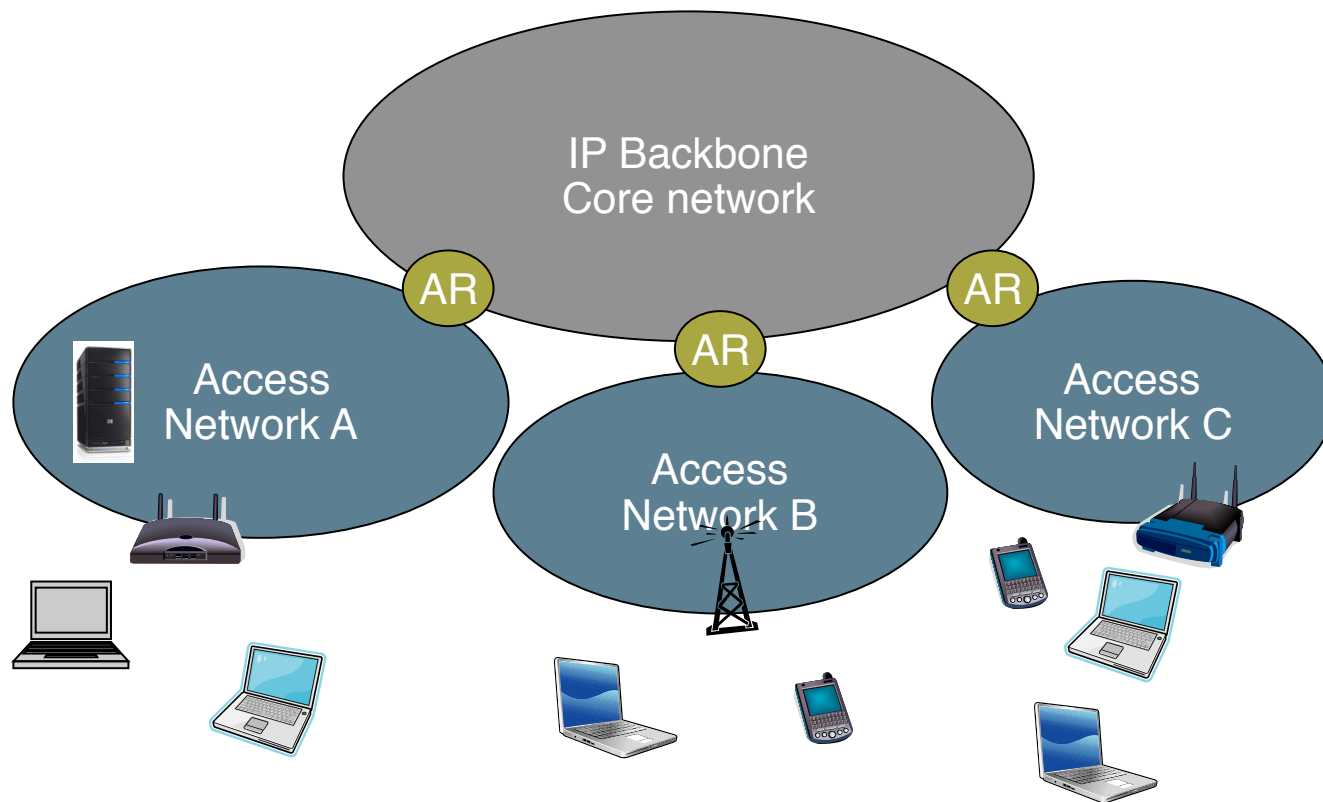 IP Backbone
Core network
AR
AR
AR
Access
Network A
Access
Network B
Access
Network C